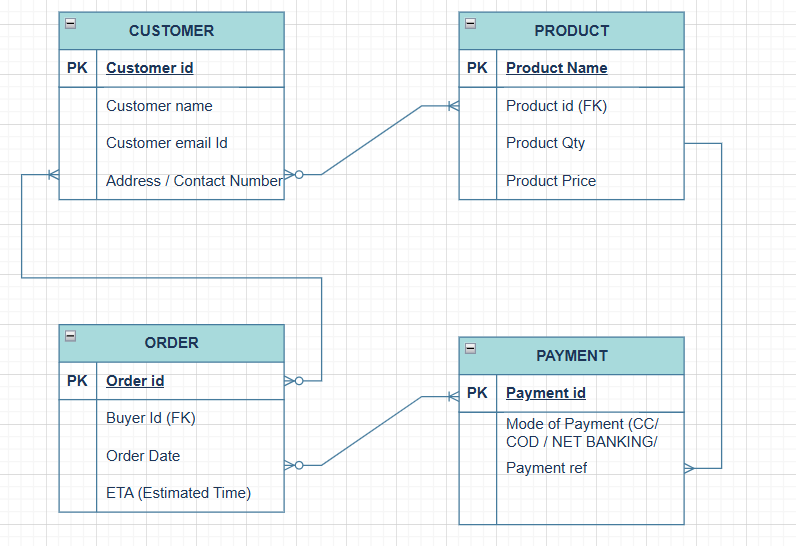 CUSTOMER
PK Customer id
Customer name
Customer email Id
Address / Contact Number
PRODUCT
PK Product Name
Product id (FK)
Product Qty
Product Price
ORDER
PK Order id
Buyer Id (FK)
Order Date
ETA (Estimated Time)
PAYMENT
PK Payment id
Mode of Payment (CC/
COD / NET BANKING/
Payment ref